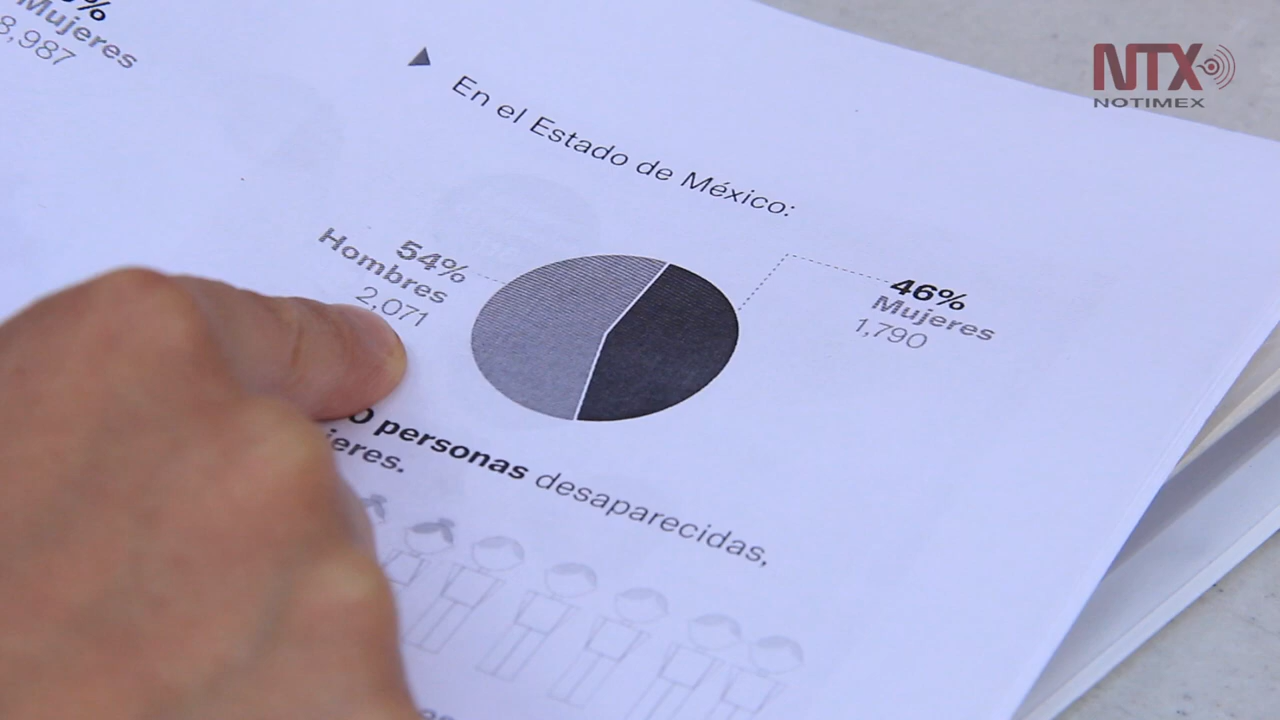 Mujeres
8,987
NTX
NOTIMEX
En el Estado de México:
54%
Hombres
2,071
46%
Mujeres
1,790
personas desaparecidas,